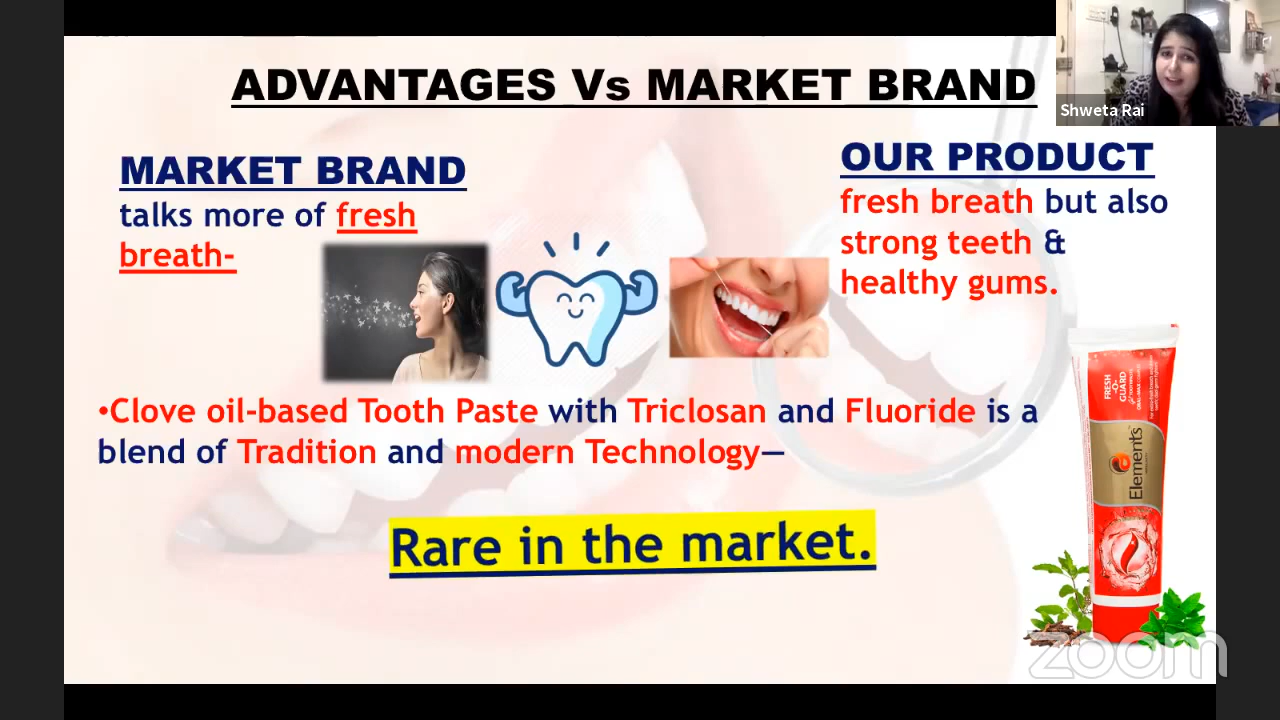 ADVANTAGES Vs MARKET BRAND
Shweta Rai
MARKET BRAND
talks more of fresh
breath-
OUR PRODUCT
fresh breath but also
strong teeth &
healthy gums.
•Clove oil-based Tooth Paste with Triclosan and Fluoride is a
blend of Tradition and modern Technology—
Rare in the market.
FRESH
-O-
GUARD
Elements
zoom